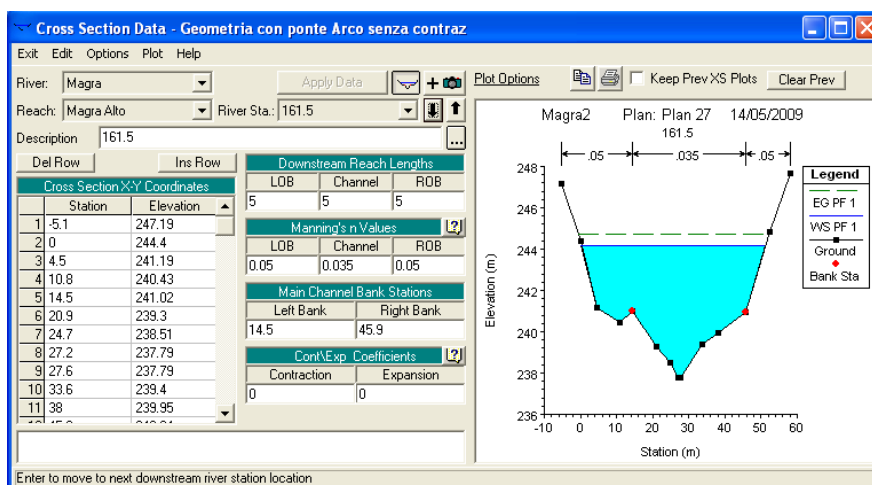 Cross Section Data - Geometria con ponte Arco senza contraz
Exit Edit Options Plot Help
River: Magra Apply Data
Reach: Magra Alto River Sta.: 161.5
Description 161.5 ...
Del Row Ins Row
Cross Section X-Y Coordinates
Station Elevation
1 -5.1 247.19
2 0 244.4
3 4.5 241.19
4 10.8 240.43
5 14.5 241.02
6 20.9 239.3
7 24.7 238.51
8 27.2 237.79
9 27.6 237.79
10 33.6 239.4
11 38 239.95
Downstream Reach Lengths
LOB Channel ROB
5 5 5
Manning's n Values
LOB Channel ROB
0.05 0.035 0.05
Main Channel Bank Stations
Left Bank Right Bank
14.5 45.9
Cont\Exp Coefficients
Contraction Expansion
0 0
Plot Options Keep Prev XS Plots Clear Prev
Magra2 Plan: Plan 27 14/05/2009
161.5
.05 .035 .05
248
246
244
242
240
238
236
-10 0 10 20 30 40 50 60
Elevation (m)
Station (m)
Legend
EG PF 1
WS PF 1
Ground
Bank Sta
Enter to move to next downstream river station location